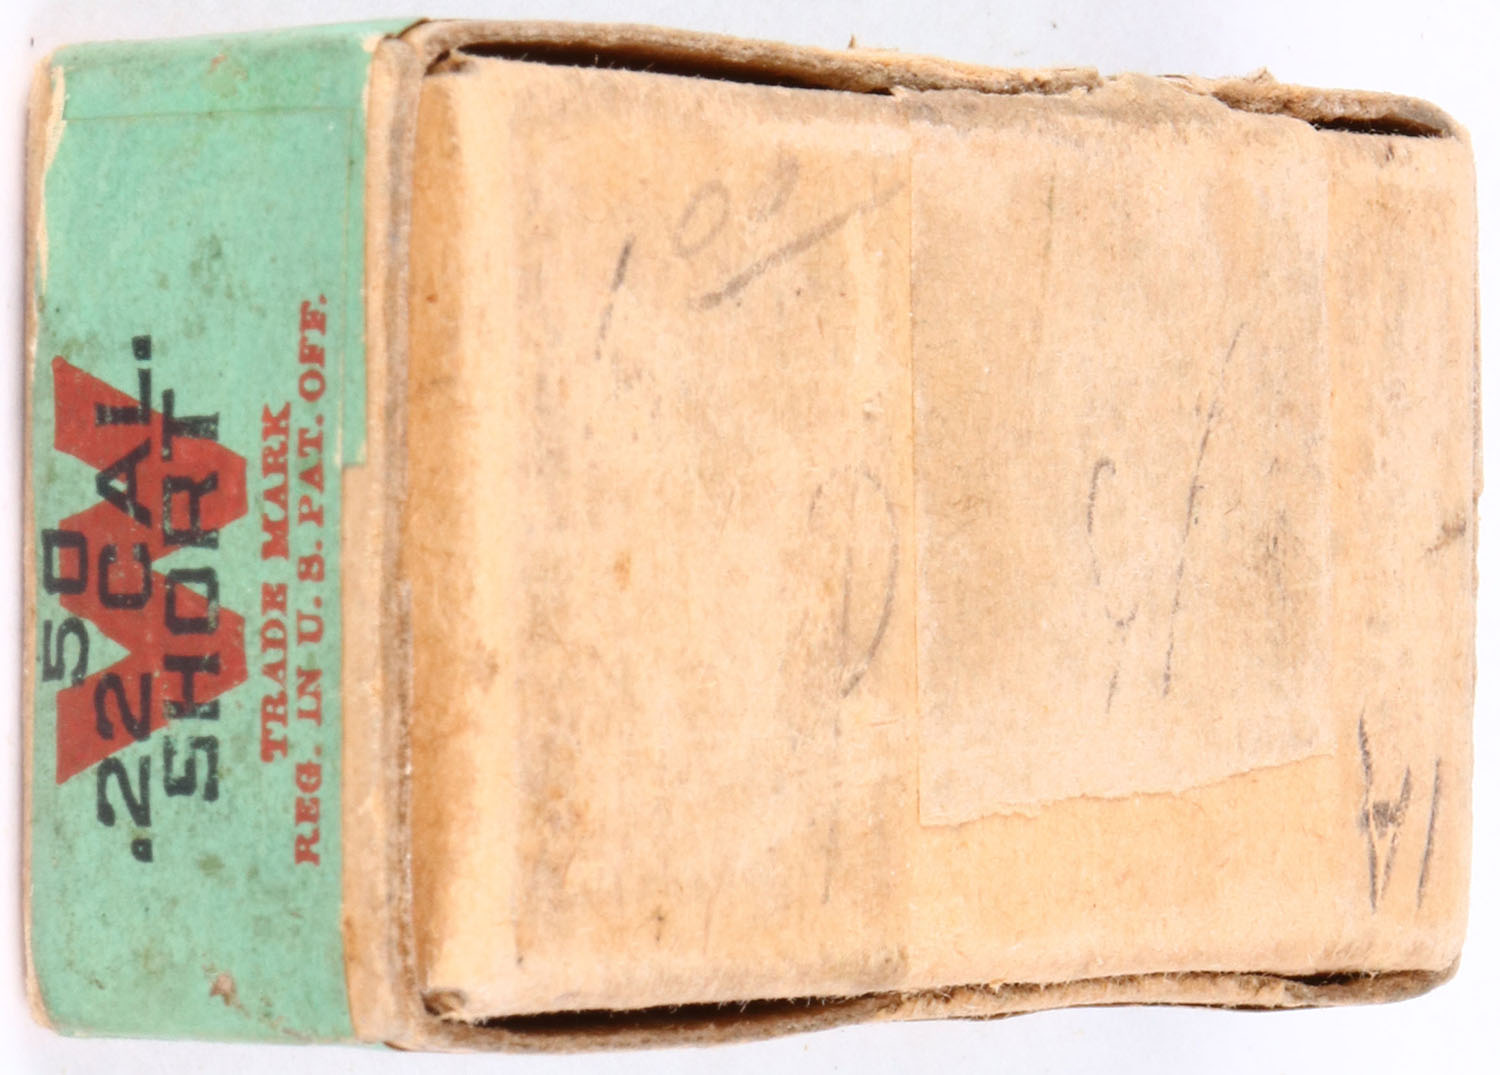 50
.22 CAL.
SHORT
W
TRADE MARK
REG. IN U.S. PAT. OFF.